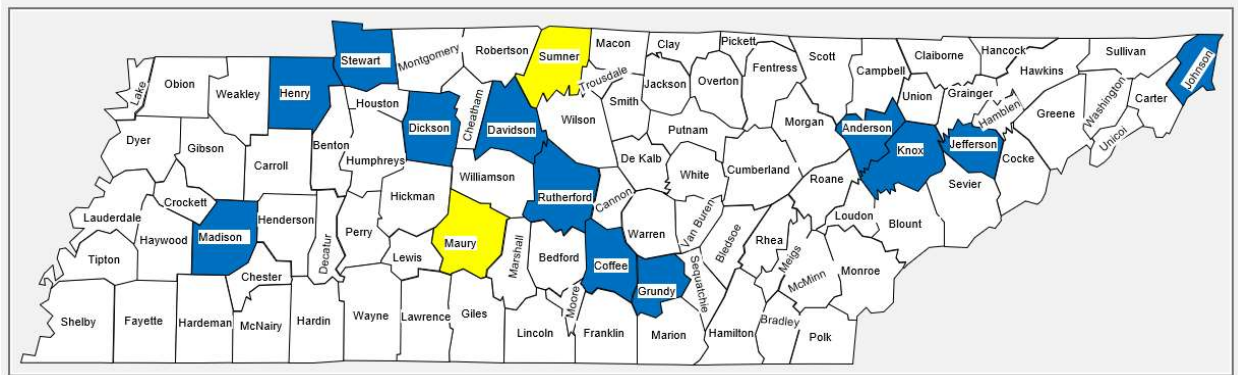 Lake
Obion
Weakley
Henry
Stewart
Montgomery
Robertson
Sumner
Macon
Trousdale
Clay
Pickett
Jackson
Overton
Fentress
Scott
Campbell
Claiborne
Hancock
Hawkins
Sullivan
Johnson
Carter
Washington
Unicoi
Greene
Hamblen
Grainger
Union
Dyer
Gibson
Carroll
Benton
Houston
Humphreys
Dickson
Cheatham
Davidson
Wilson
Smith
Putnam
De Kalb
White
Cumberland
Morgan
Anderson
Knox
Jefferson
Cocke
Sevier
Blount
Loudon
Roane
Lauderdale
Crockett
Haywood
Madison
Henderson
Decatur
Perry
Hickman
Williamson
Rutherford
Cannon
Warren
Van Buren
Bledsoe
Rhea
Meigs
McMinn
Monroe
Tipton
Chester
Lewis
Maury
Marshall
Bedford
Coffee
Grundy
Sequatchie
Shelby
Fayette
Hardeman
McNairy
Hardin
Wayne
Lawrence
Giles
Lincoln
Moore
Franklin
Marion
Hamilton
Bradley
Polk